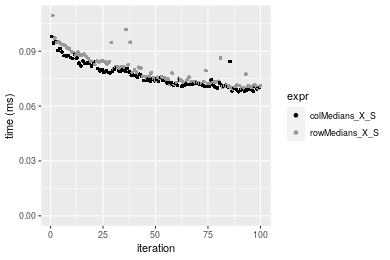 0.09
0.06
0.03
0.00
time (ms)
0 25 50 75 100
iteration
expr
colMedians_X_S
rowMedians_X_S